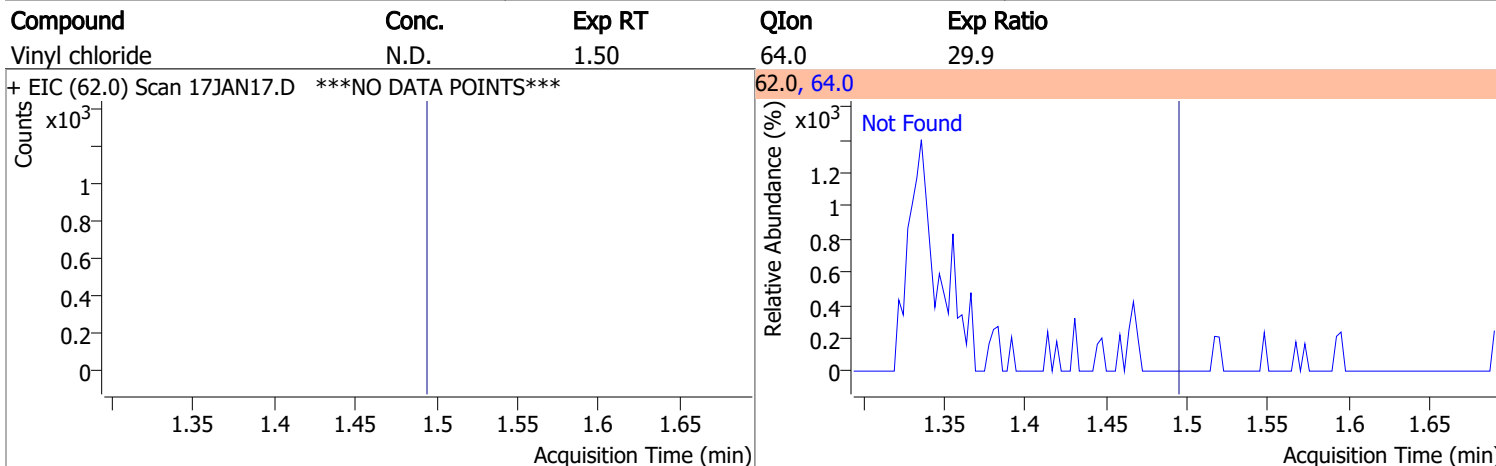 Compound Conc. Exp RT QIon Exp Ratio
Vinyl chloride N.D. 1.50 64.0 29.9
+ EIC (62.0) Scan 17JAN17.D ***NO DATA POINTS***
Counts
x10³
1
0.8
0.6
0.4
0.2
0
1.35 1.4 1.45 1.5 1.55 1.6 1.65
Acquisition Time (min)
62.0, 64.0
Relative Abundance (%)
x10³
Not Found
1.2
1
0.8
0.6
0.4
0.2
0
1.35 1.4 1.45 1.5 1.55 1.6 1.65
Acquisition Time (min)